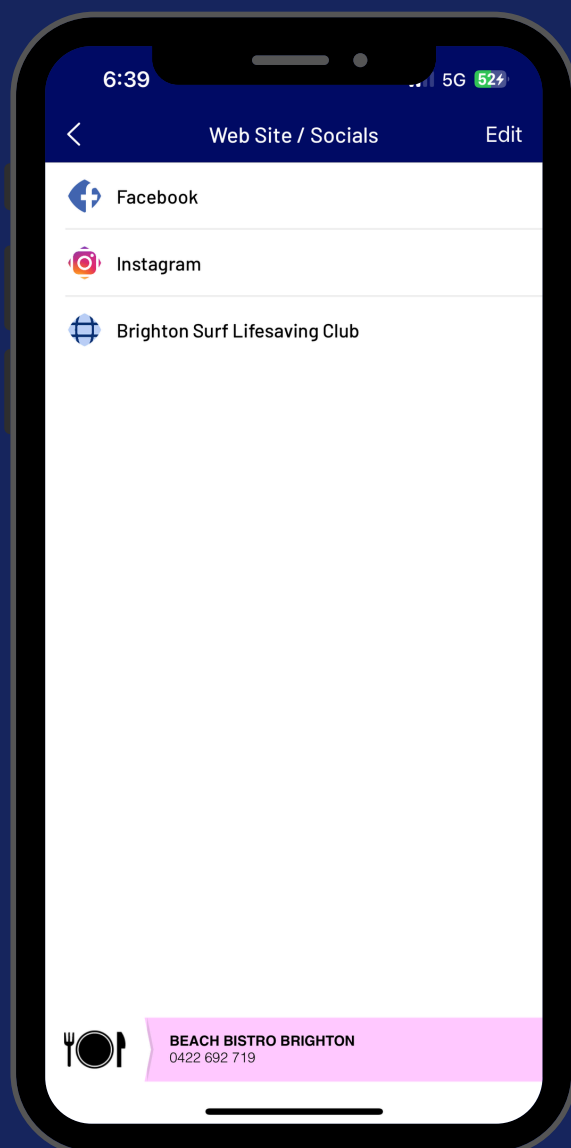 6:39
5G 52
Web Site / Socials
Edit
Facebook
Instagram
Brighton Surf Lifesaving Club
BEACH BISTRO BRIGHTON
0422 692 719